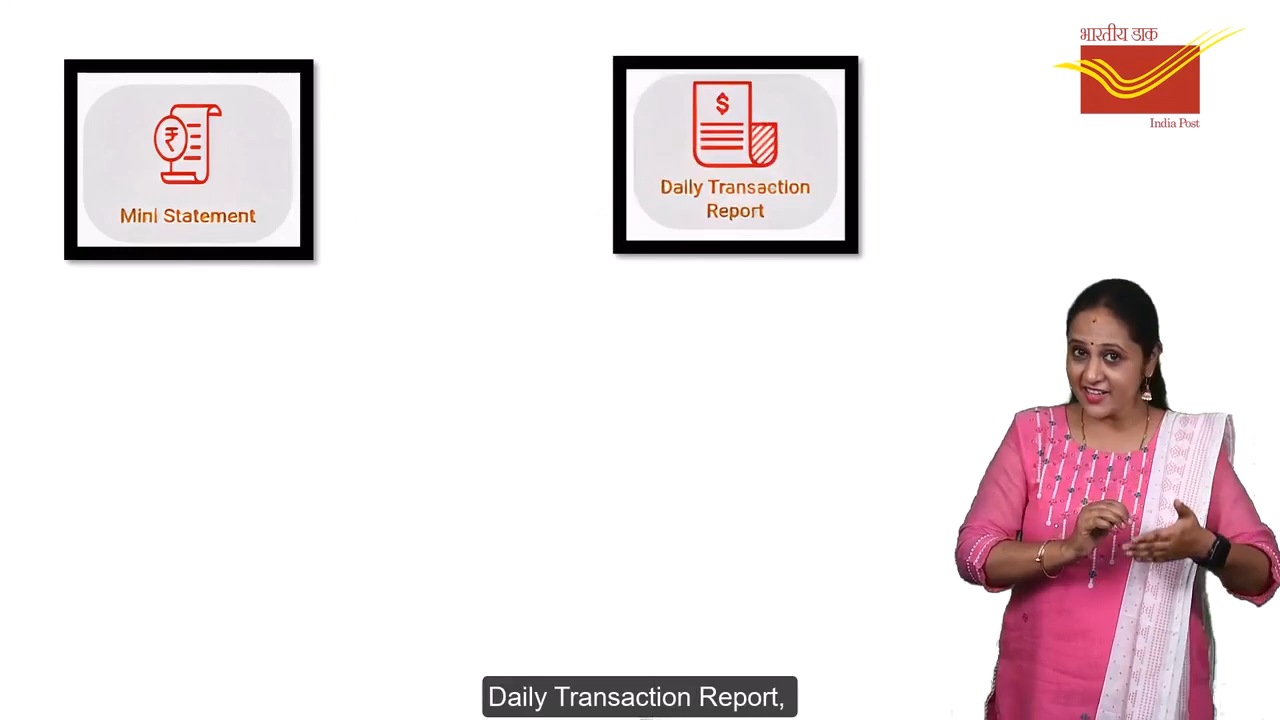 भारतीय डाक
India Post
Mini Statement
Daily Transaction
Report
Daily Transaction Report,